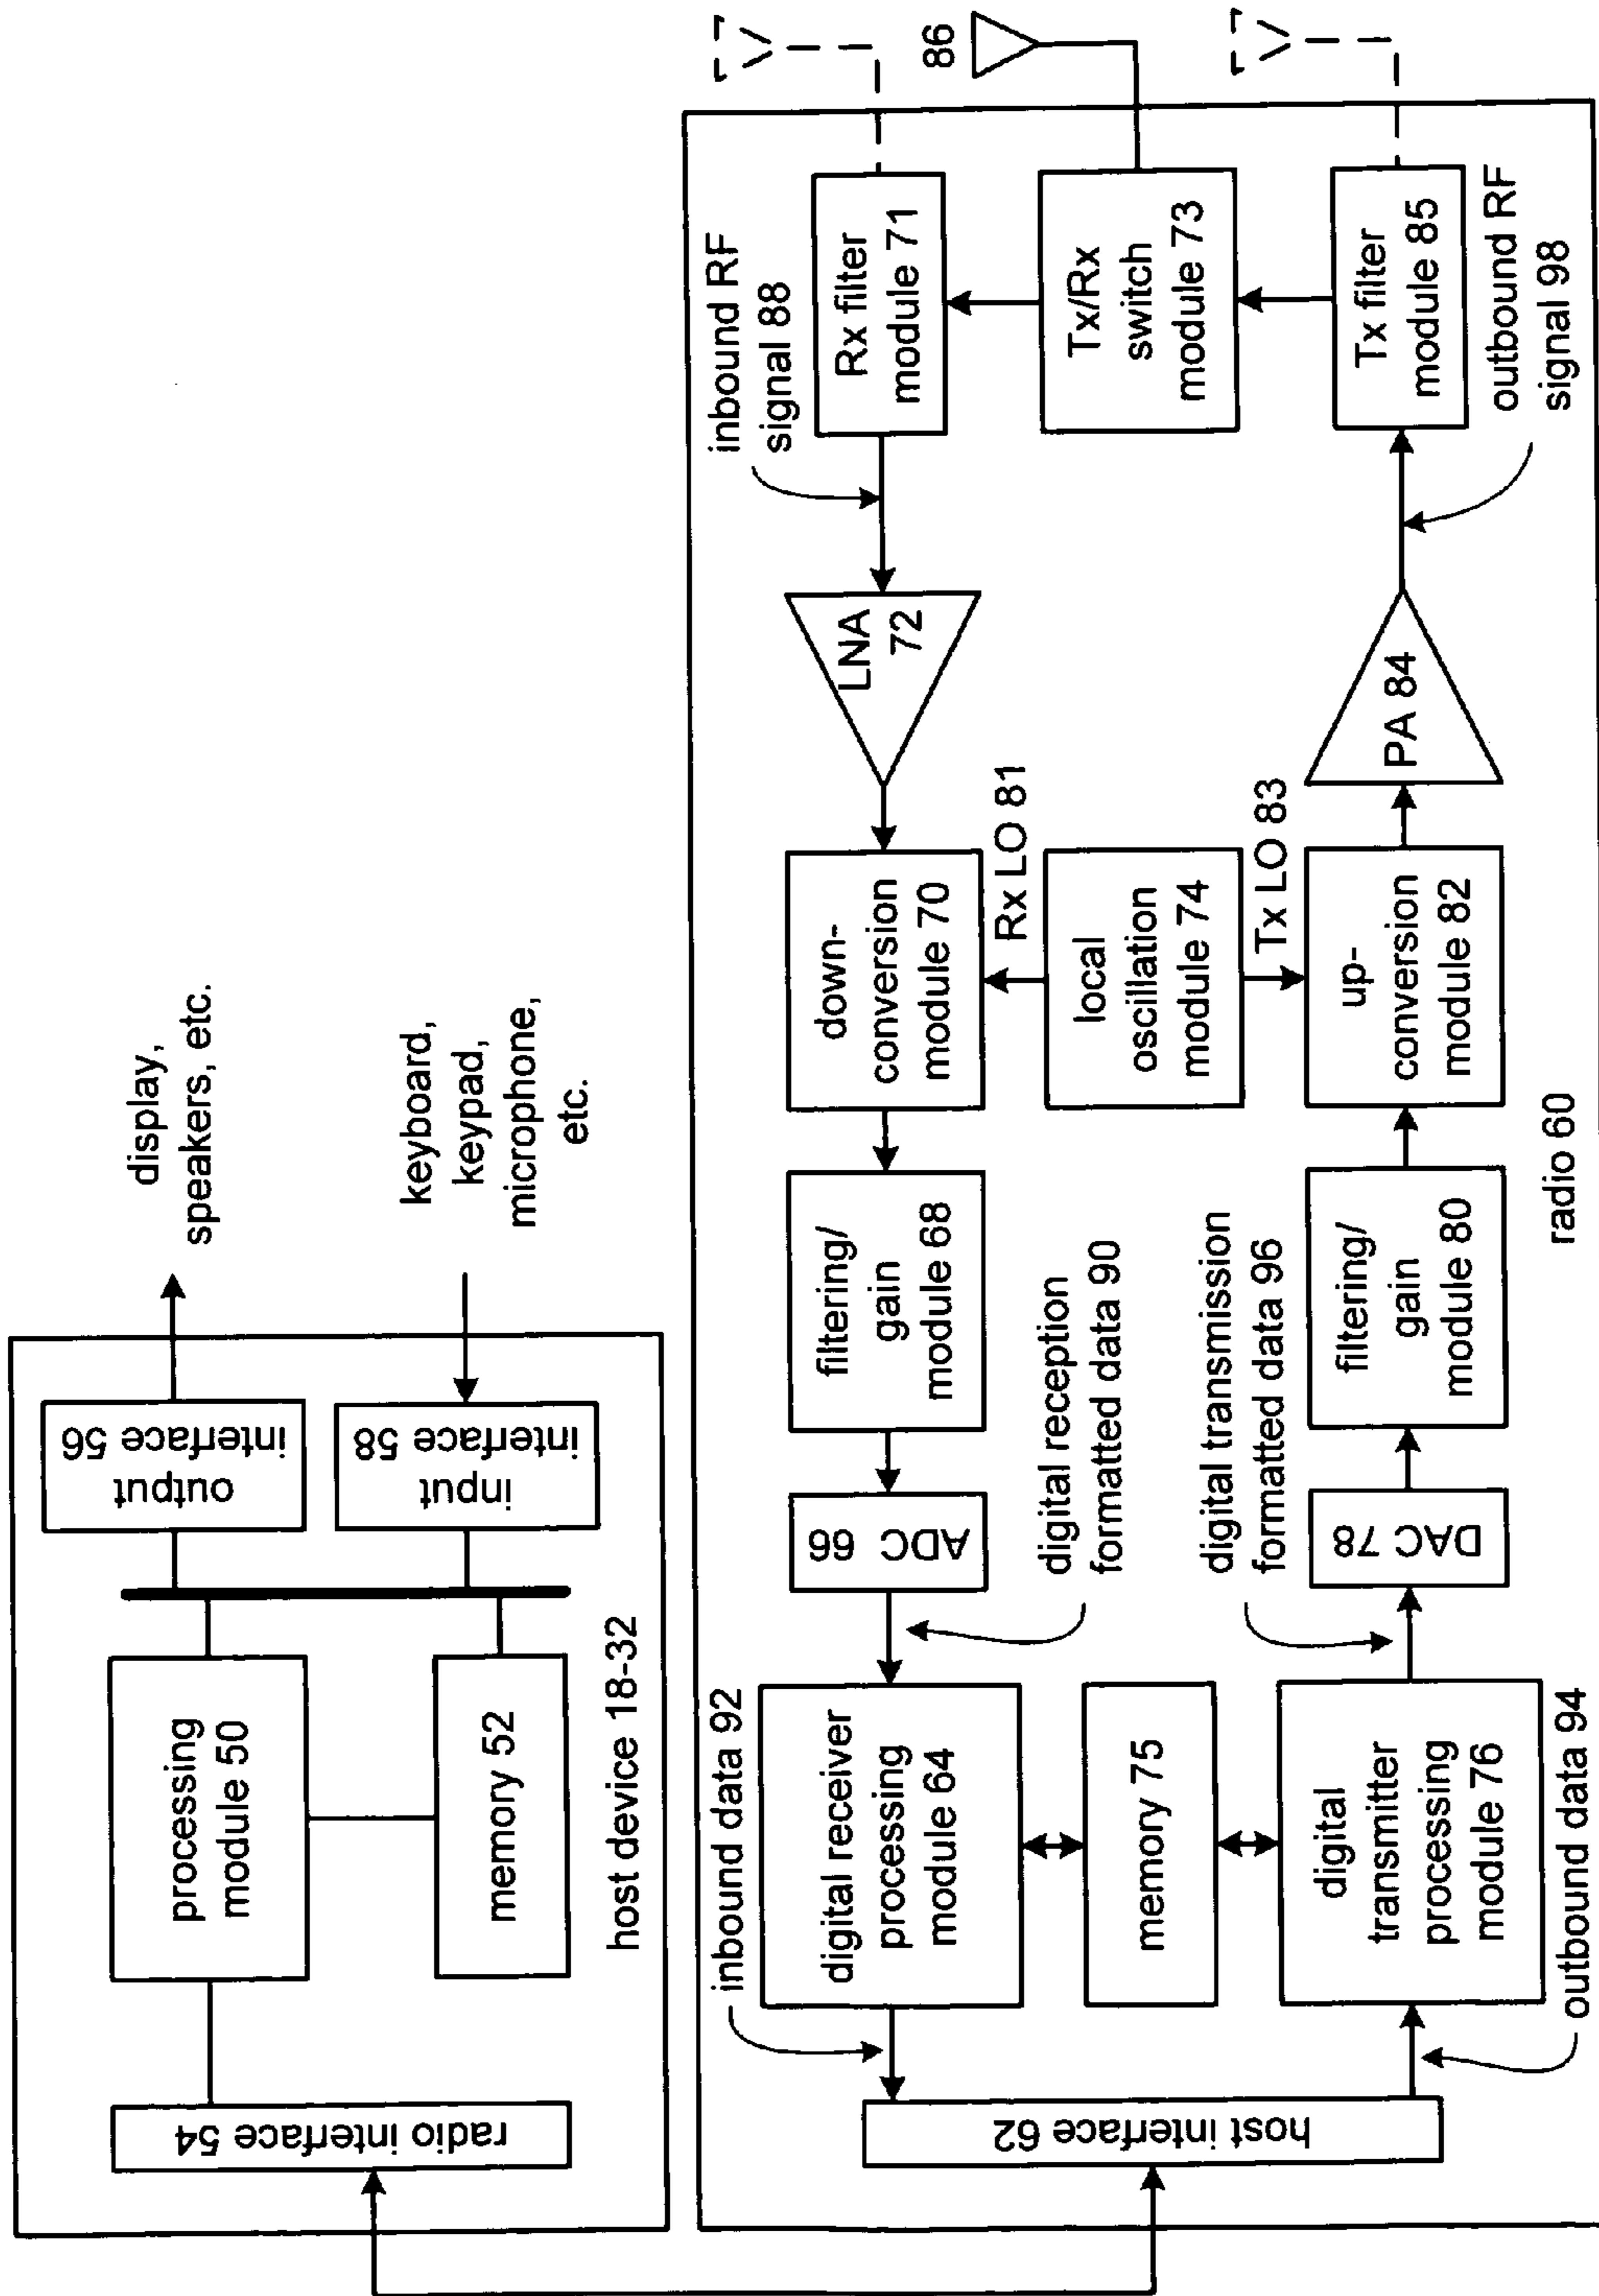 radio interface 54
processing
module 50
memory 52
output
interface 56
input
interface 58
display,
speakers, etc.
keyboard,
keypad,
microphone,
etc.
host device 18-32
host interface 62
inbound data 92
digital receiver
processing
module 64
ADC 66
digital reception
formatted data 90
filtering/
gain
module 68
down-
conversion
module 70
Rx LO 81
LNA
72
inbound RF
signal 88
Rx filter
module 71
86
memory 75
local
oscillation
module 74
Tx/Rx
switch
module 73
outbound data 94
digital
transmitter
processing
module 76
digital transmission
formatted data 96
DAC 78
filtering/
gain
module 80
up-
conversion
module 82
Tx LO 83
PA 84
outbound RF
signal 98
Tx filter
module 85
radio 60